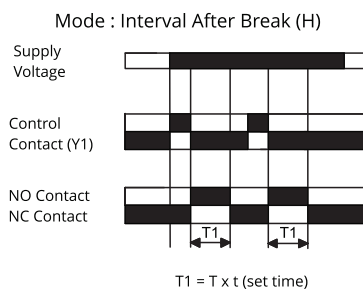 Mode : Interval After Break (H)
Supply
Voltage
Control
Contact (Y1)
NO Contact
NC Contact
T1 T1
T1 = T x t (set time)